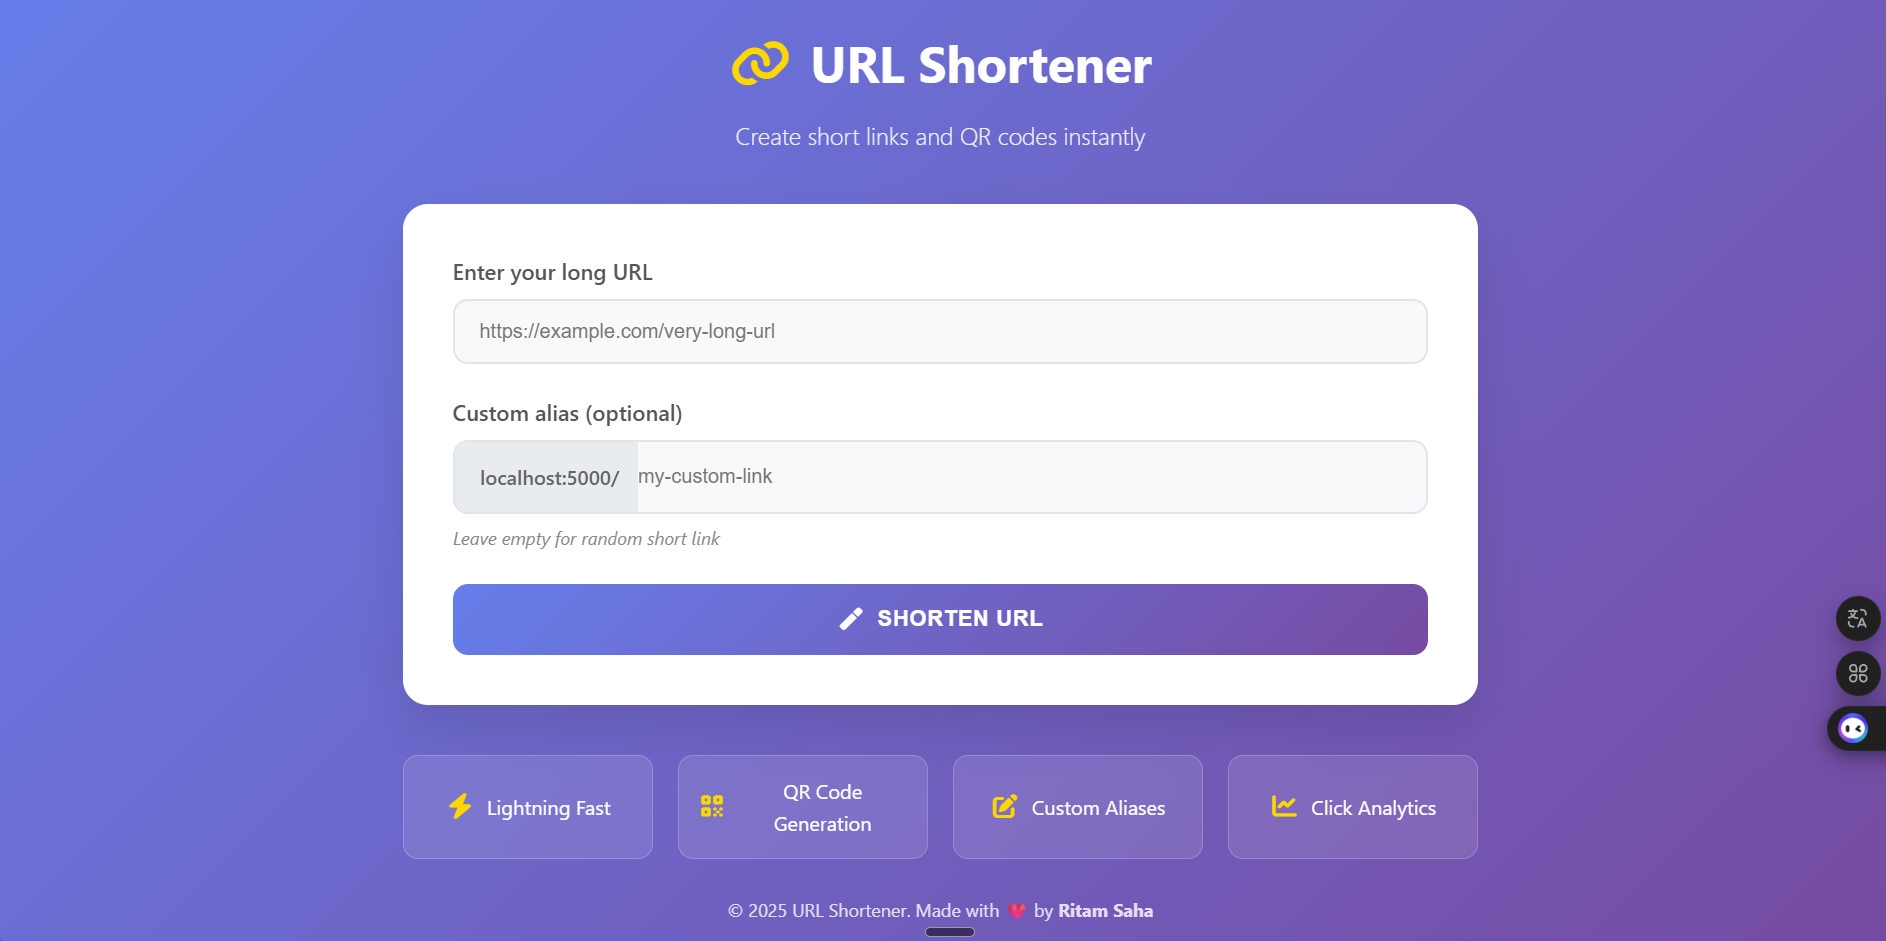 URL Shortener
Create short links and QR codes instantly
Enter your long URL
https://example.com/very-long-url
Custom alias (optional)
localhost:5000/ my-custom-link
Leave empty for random short link
SHORTEN URL
Lightning Fast
QR Code
Generation
Custom Aliases
Click Analytics
© 2025 URL Shortener. Made with ❤️ by Ritam Saha